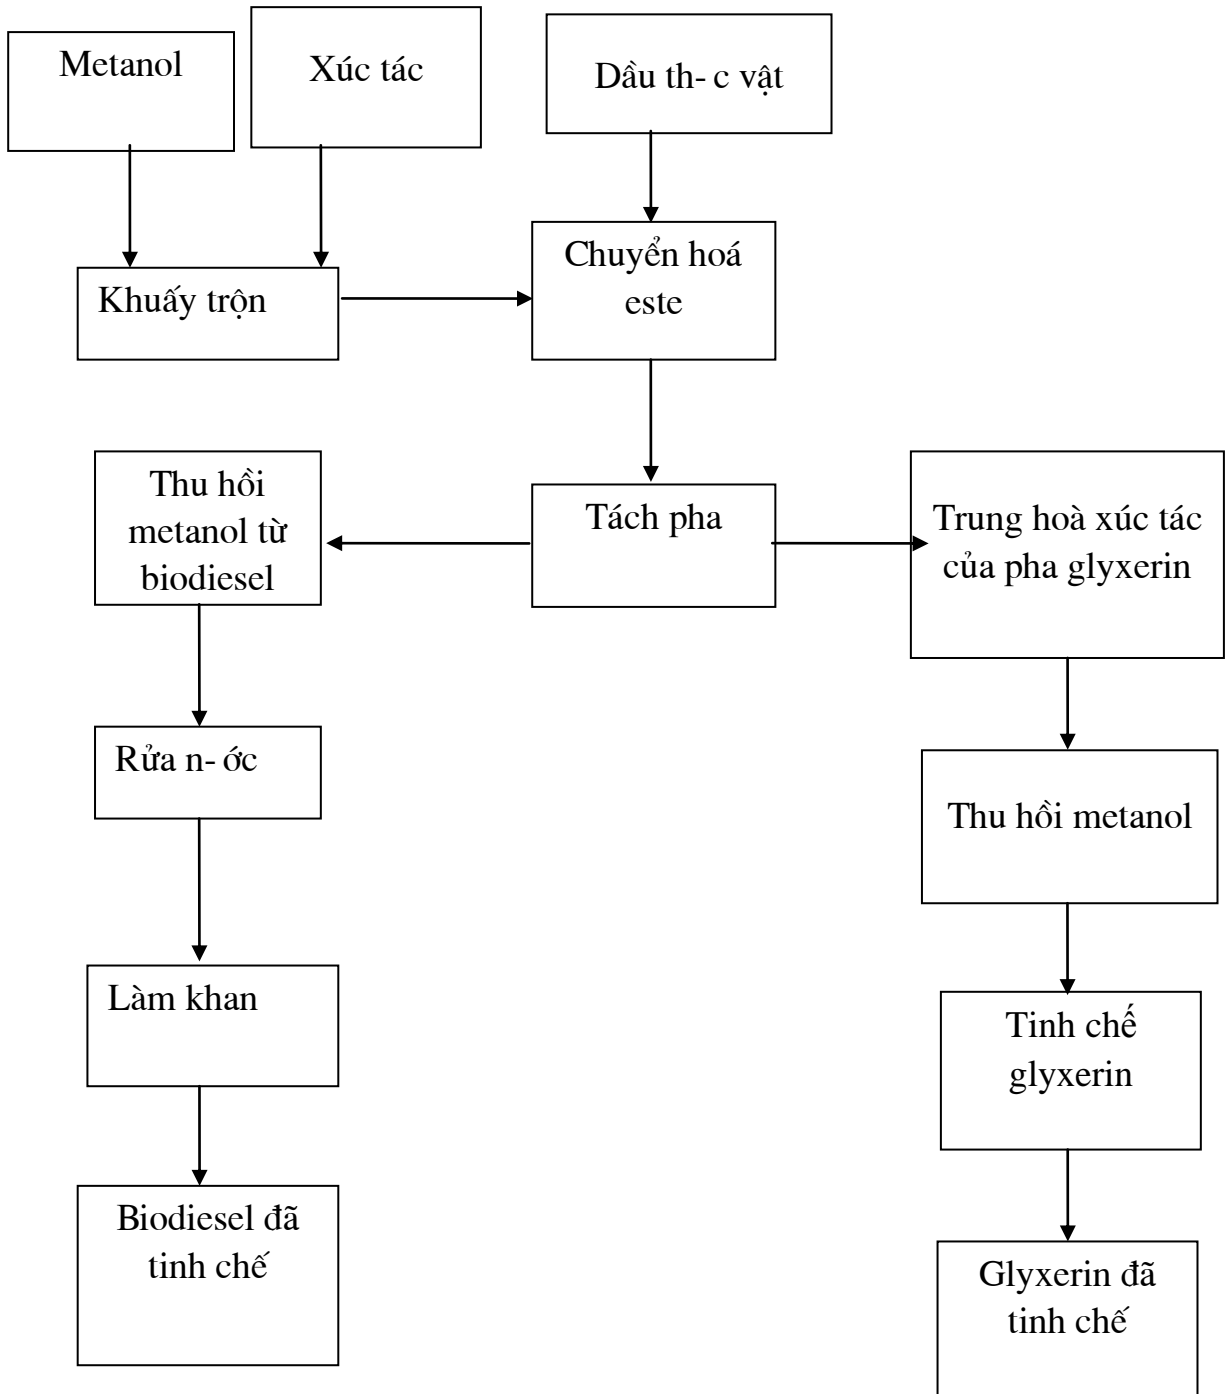 Metanol
Xúc tác
Dầu th- c vật
Khuấy trộn
Chuyển hoá
este
Thu hồi
metanol từ
biodiesel
Tách pha
Trung hoà xúc tác
của pha glyxerin
Rửa n- ớc
Thu hồi metanol
Làm khan
Tinh chế
glyxerin
Biodiesel đã
tinh chế
Glyxerin đã
tinh chế